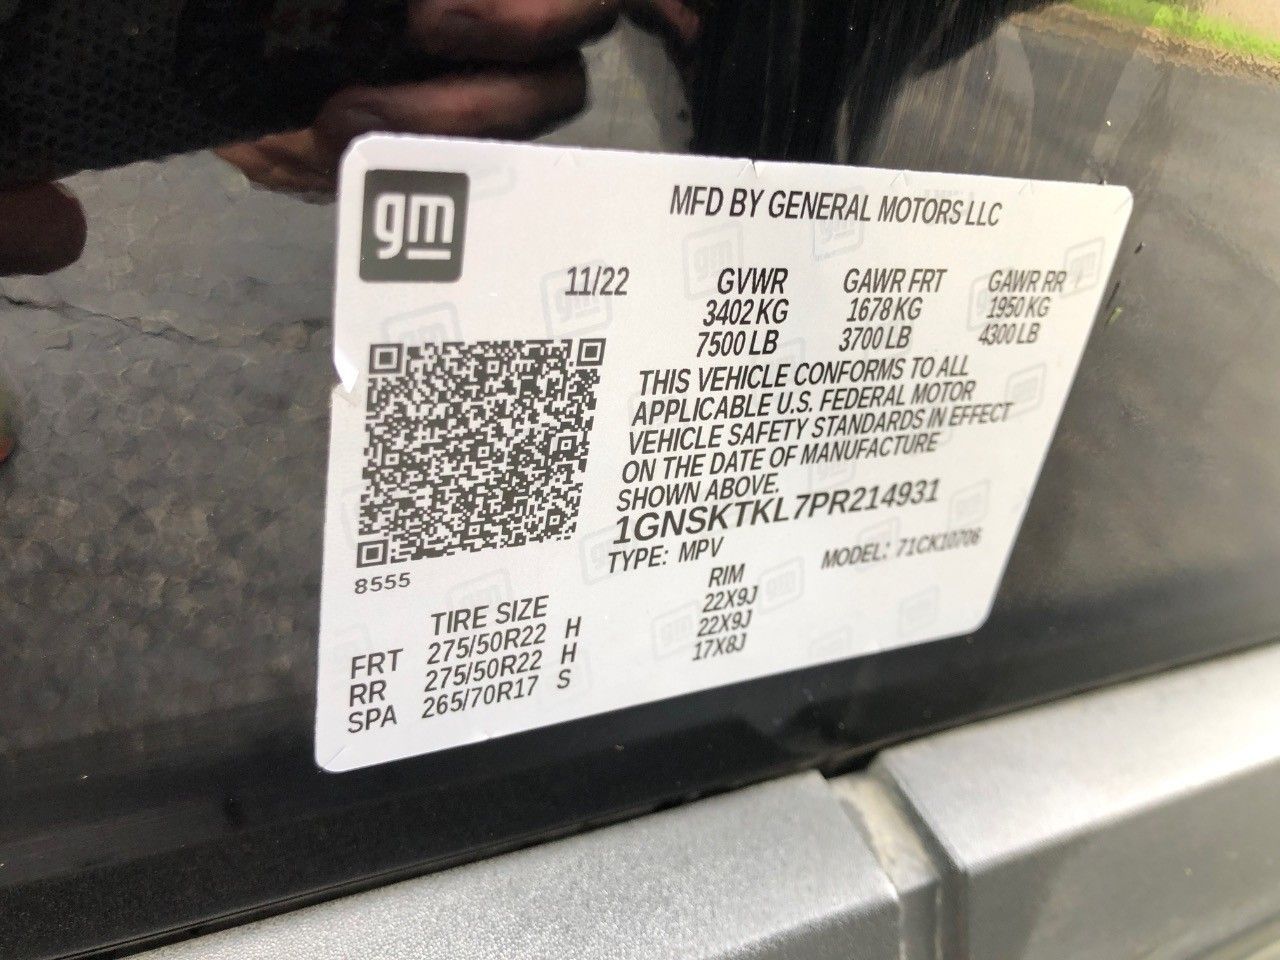 gm
MFD BY GENERAL MOTORS LLC
11/22 GVWR GAWR FRT GAWR RR
3402 KG 1678 KG 1950 KG
7500 LB 3700 LB 4300 LB
THIS VEHICLE CONFORMS TO ALL
APPLICABLE U.S. FEDERAL MOTOR
VEHICLE SAFETY STANDARDS IN EFFECT
ON THE DATE OF MANUFACTURE
SHOWN ABOVE.
1GNSKTKL7PR214931
TYPE: MPV MODEL: 71CK10706
8555
TIRE SIZE RIM
FRT 275/50R22 H 22X9J
RR 275/50R22 H 22X9J
SPA 265/70R17 S 17X8J